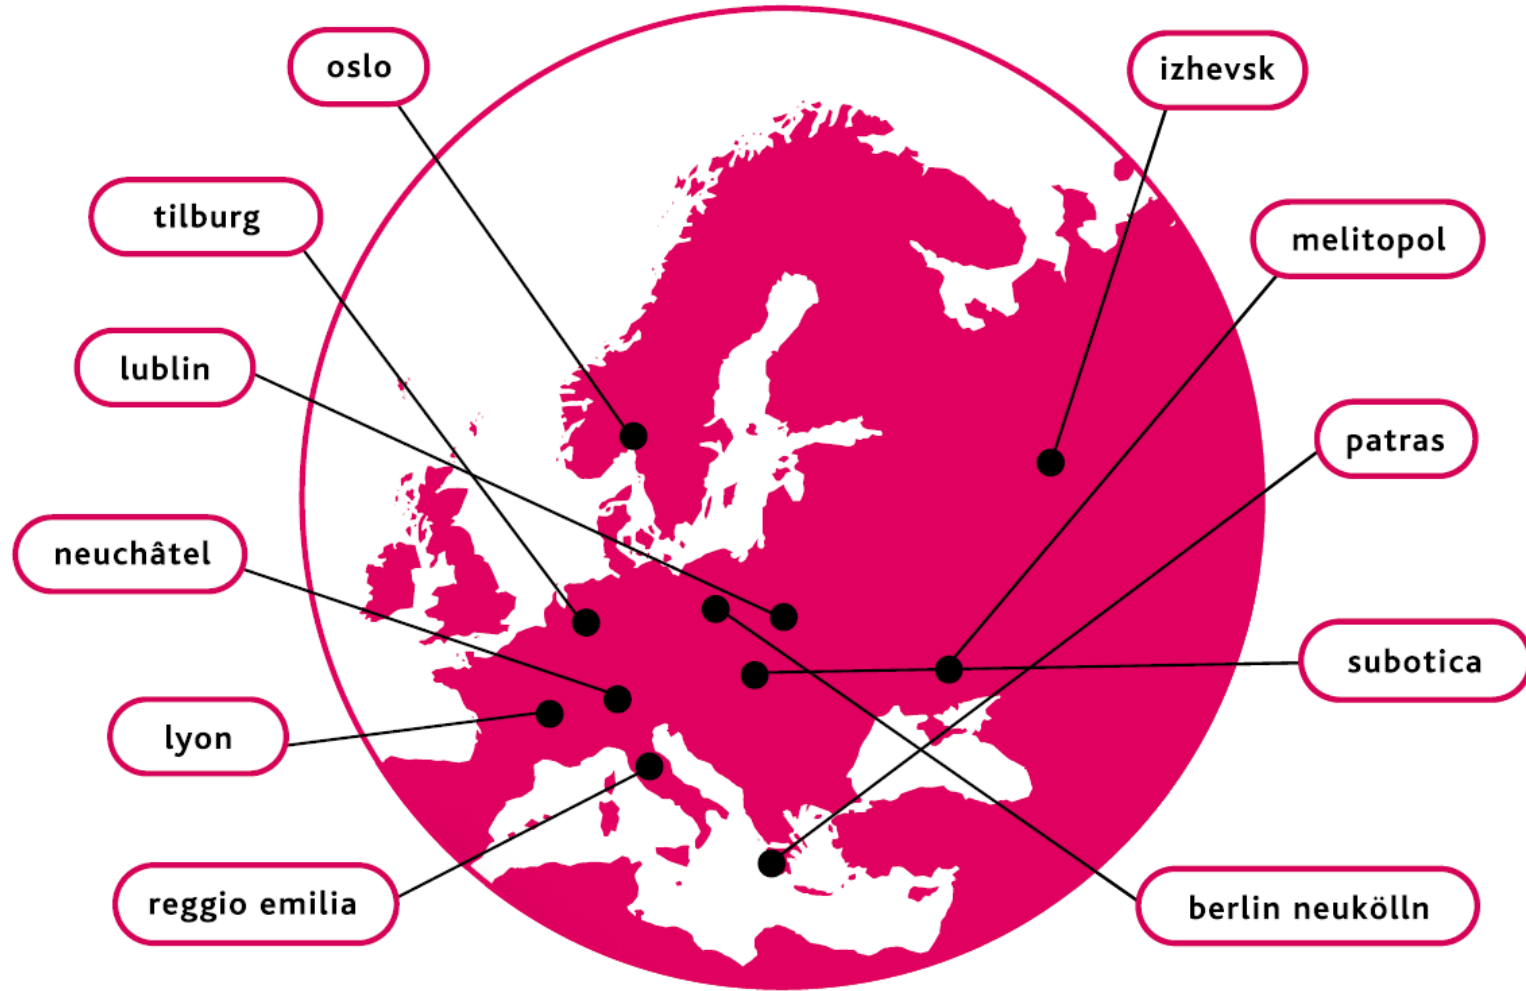 oslo
izhevsk
tilburg
melitopol
lublin
patras
neuchâtel
subotica
lyon
reggio emilia
berlin neukölln